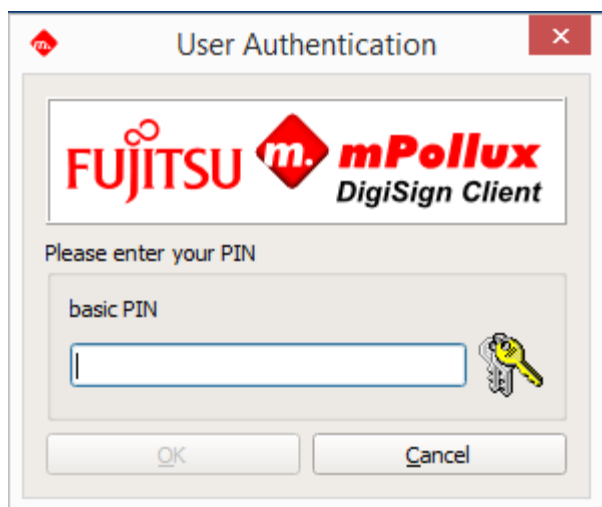 m. User Authentication ×
FUJITSU m. mPollux
DigiSign Client
Please enter your PIN
basic PIN
OK Cancel